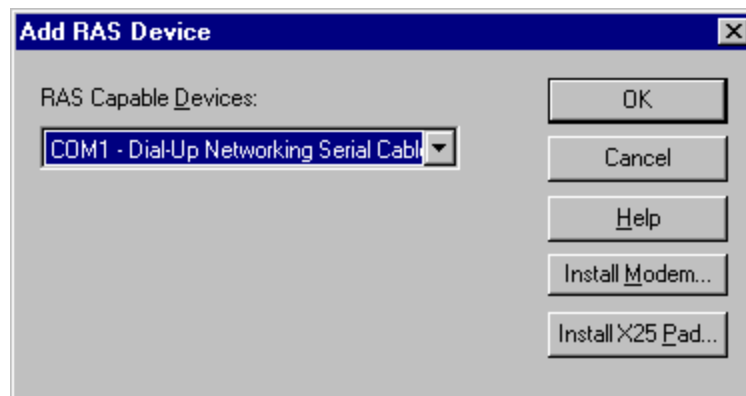 Add RAS Device
RAS Capable Devices:
COM1 - Dial-Up Networking Serial Cabl
OK
Cancel
Help
Install Modem...
Install X25 Pad...